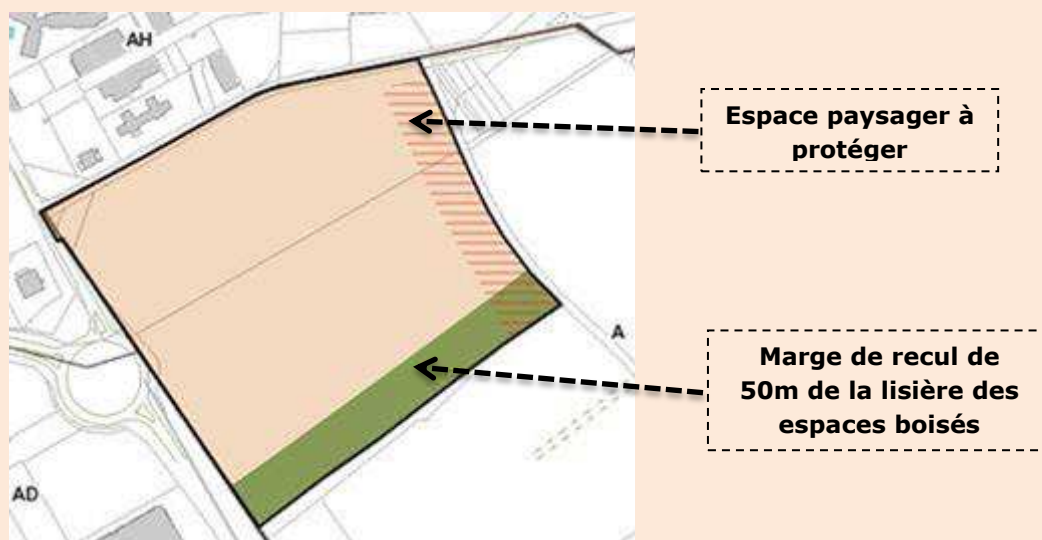 AH
Espace paysager à
protéger
A
Marge de recul de
50m de la lisière des
espaces boisés
AD